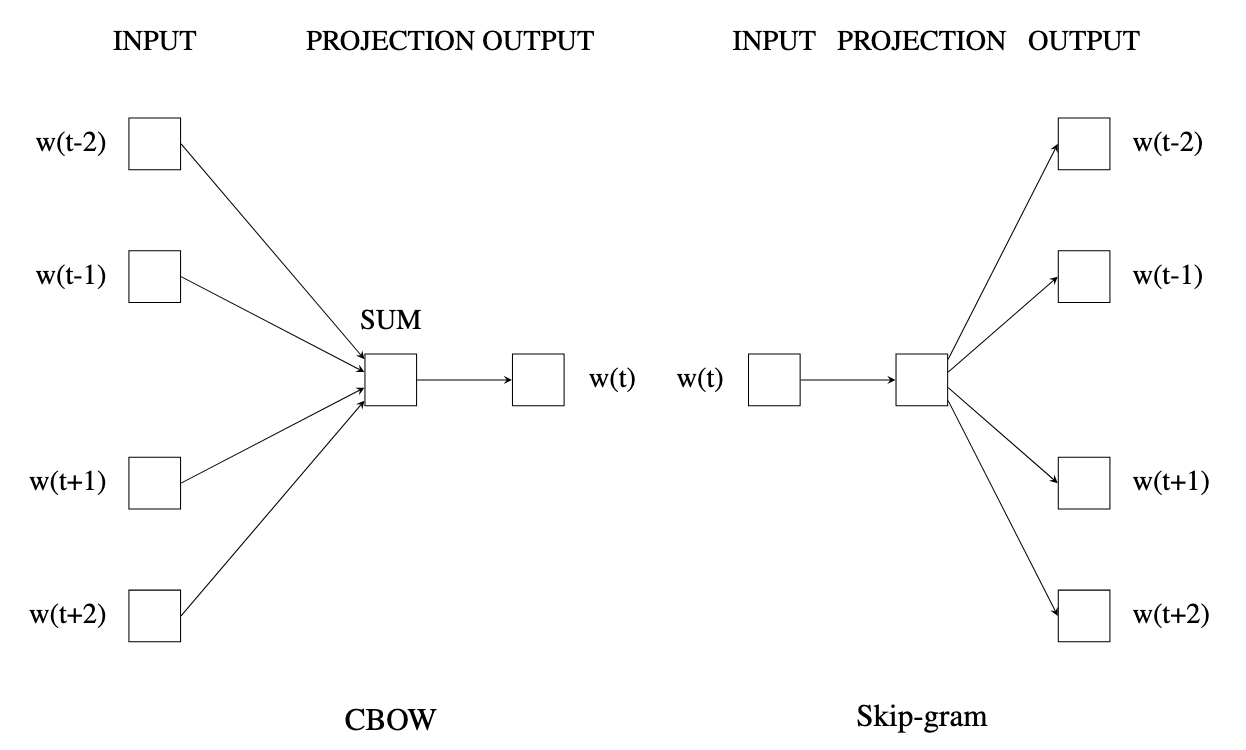 INPUT PROJECTION OUTPUT
w(t-2)
w(t-1)
SUM
w(t)
w(t+1)
w(t+2)
CBOW
INPUT PROJECTION OUTPUT
w(t-2)
w(t-1)
w(t)
w(t+1)
w(t+2)
Skip-gram